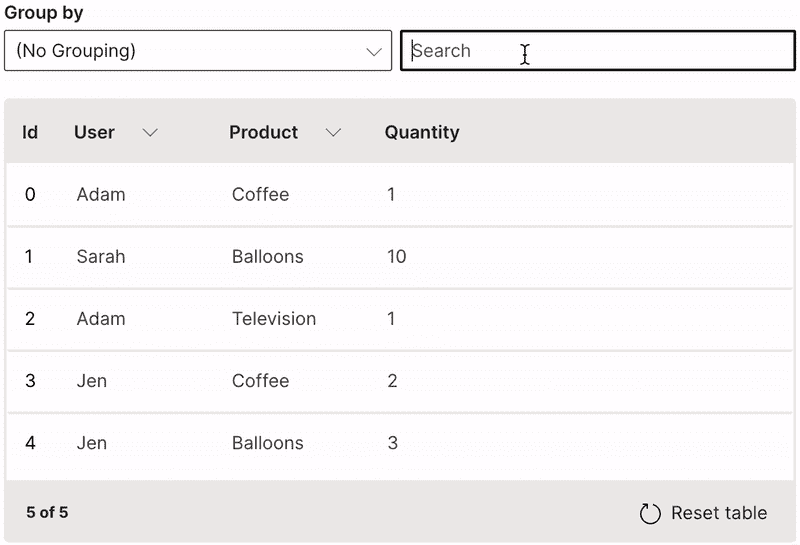 Group by
(No Grouping) Search
Id User Product Quantity
0 Adam Coffee 1
1 Sarah Balloons 10
2 Adam Television 1
3 Jen Coffee 2
4 Jen Balloons 3
5 of 5 Reset table